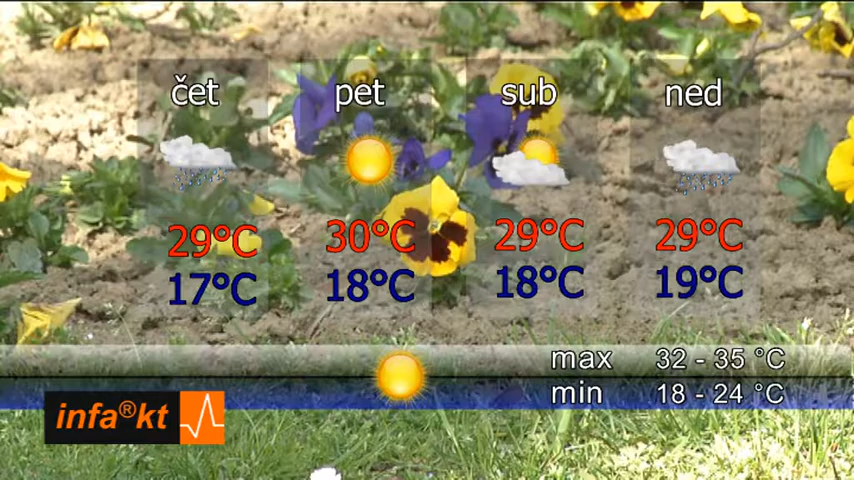 čet pet sub ned
29°C 30°C 29°C 29°C
17°C 18°C 18°C 19°C
max 32 - 35 °C
min 18 - 24 °C
infa®kt